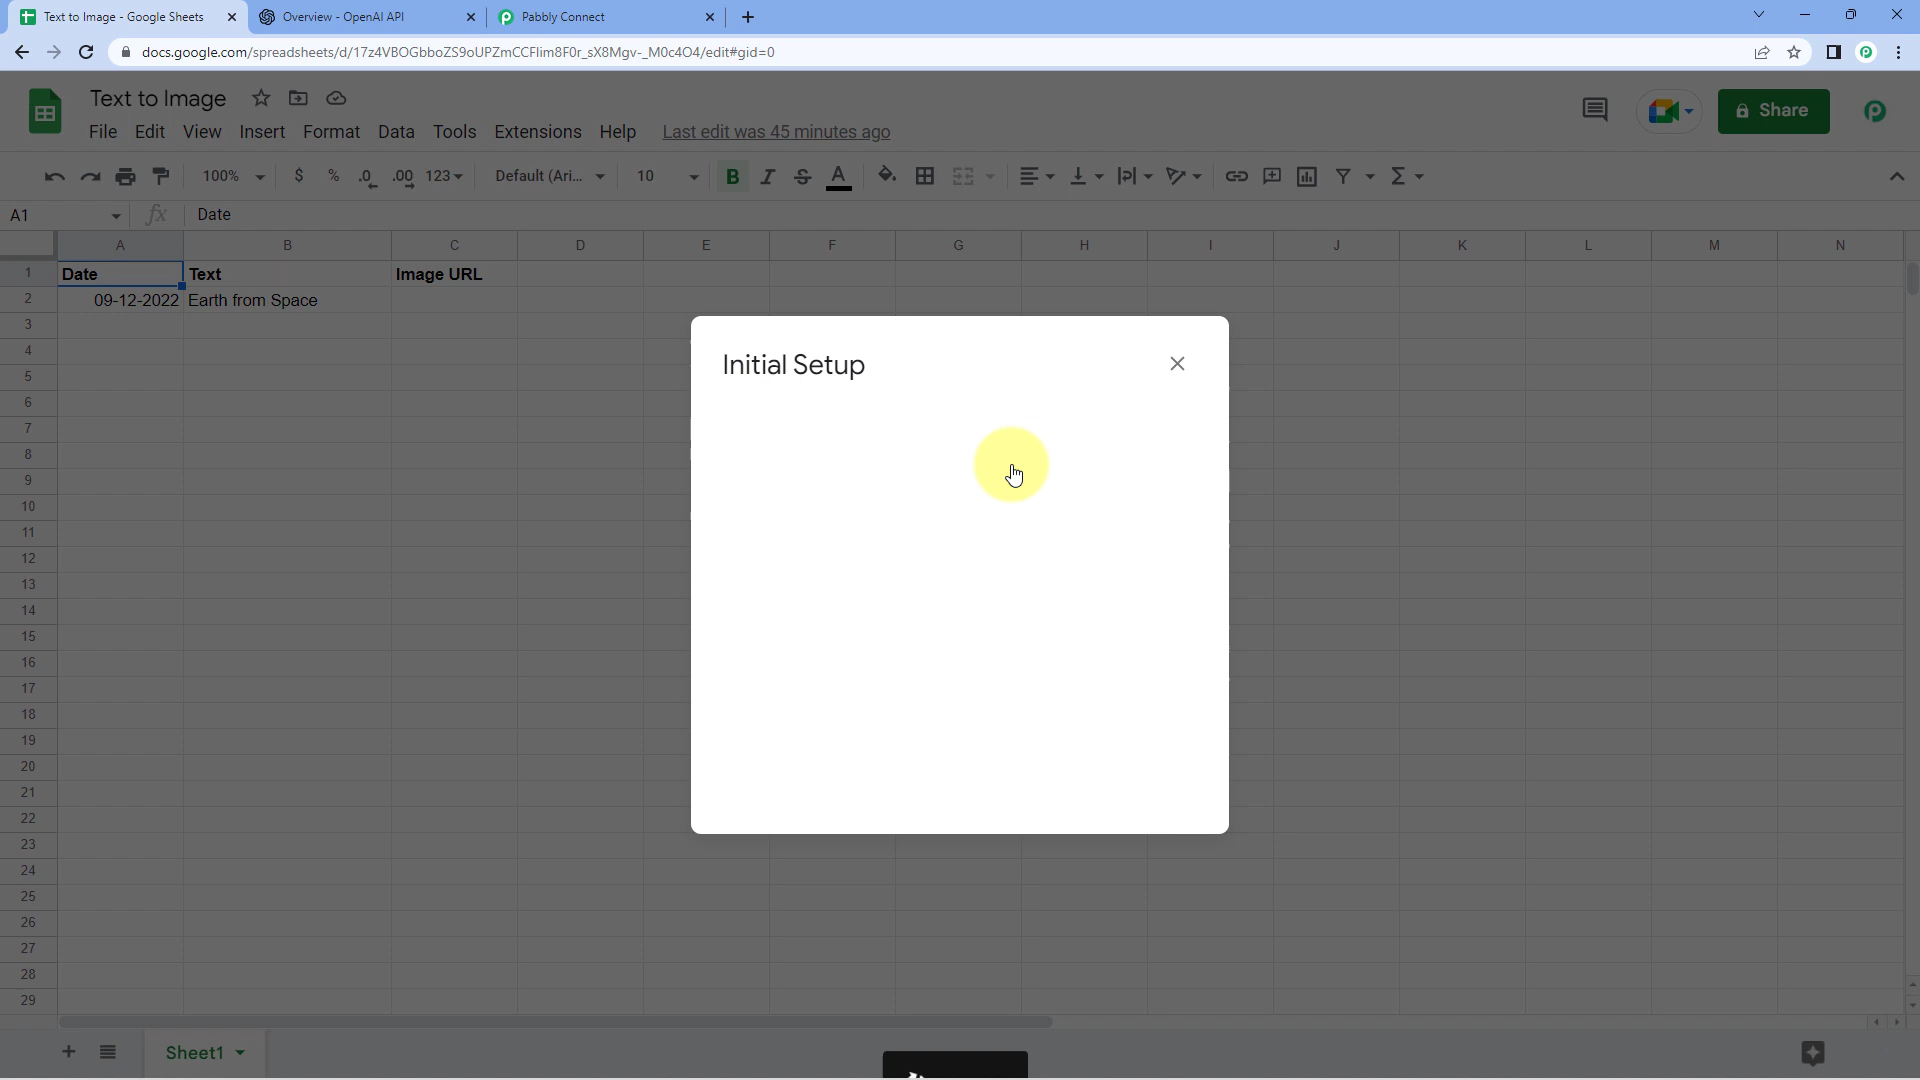 Text to Image - Google Sheets
Overview - OpenAI API
Pabbly Connect
docs.google.com/spreadsheets/d/17z4VBOGbboZS9oUPZmCCFlim8F0r_sX8Mgv-_M0c4O4/edit#gid=0
Text to Image
File Edit View Insert Format Data Tools Extensions Help Last edit was 45 minutes ago
Share
100% $ % .0 .00 123 Default (Ari... 10 B I S A
A1 fx Date
A B C D E F G H I J K L M N
1 Date Text Image URL
2 09-12-2022 Earth from Space
3
4
5
6
7
8
9
10
11
12
13
14
15
16
17
18
19
20
21
22
23
24
25
26
27
28
29
Initial Setup
Sheet1